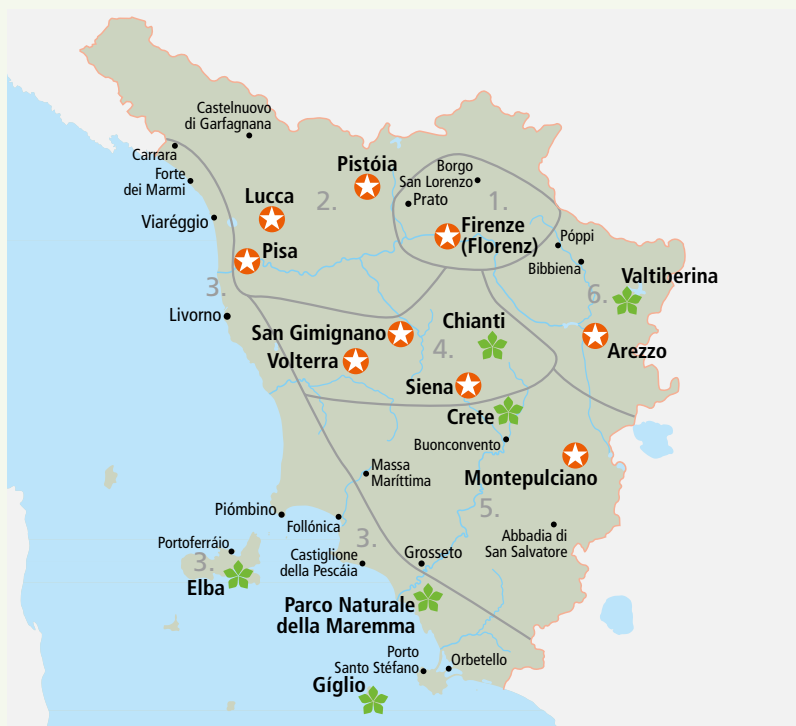 Castelnuovo
di Garfagnana
Carrara
Forte
dei Marmi
Pistóia
Borgo
San Lorenzo
Prato
1.
2.
Lucca
Viaréggio
Firenze
(Florenz)
Pisa
Póppi
Bibbiena
Valtiberina
6.
3.
Livorno
San Gimignano
Chianti
4.
Volterra
Arezzo
Siena
Crete
Buonconvento
Montepulciano
Massa
Maríttima
5.
Piómbino
Follónica
Abbadia di
San Salvatore
Portoferráio
3.
3.
Castiglione
della Pescáia
Grosseto
Elba
Parco Naturale
della Maremma
Porto
Santo Stéfano
Orbetello
Gíglio